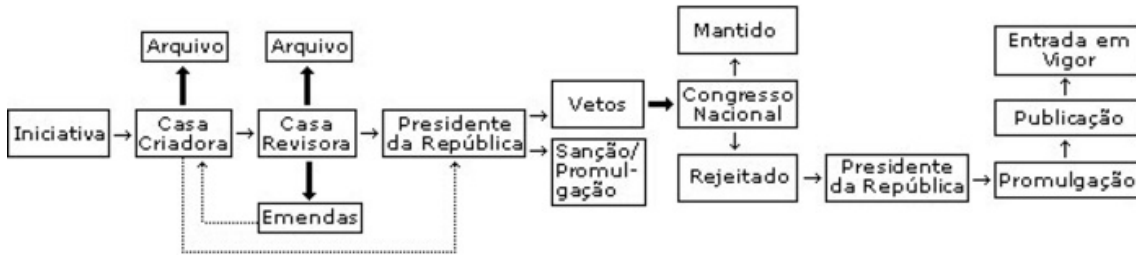 Iniciativa
Arquivo
Casa
Criadora
Arquivo
Casa
Revisora
Emendas
Presidente
da República
Vetos
Sanção/
Promul-
gação
Mantido
Congresso
Nacional
Rejeitado
Presidente
da República
Promulgação
Publicação
Entrada em
Vigor